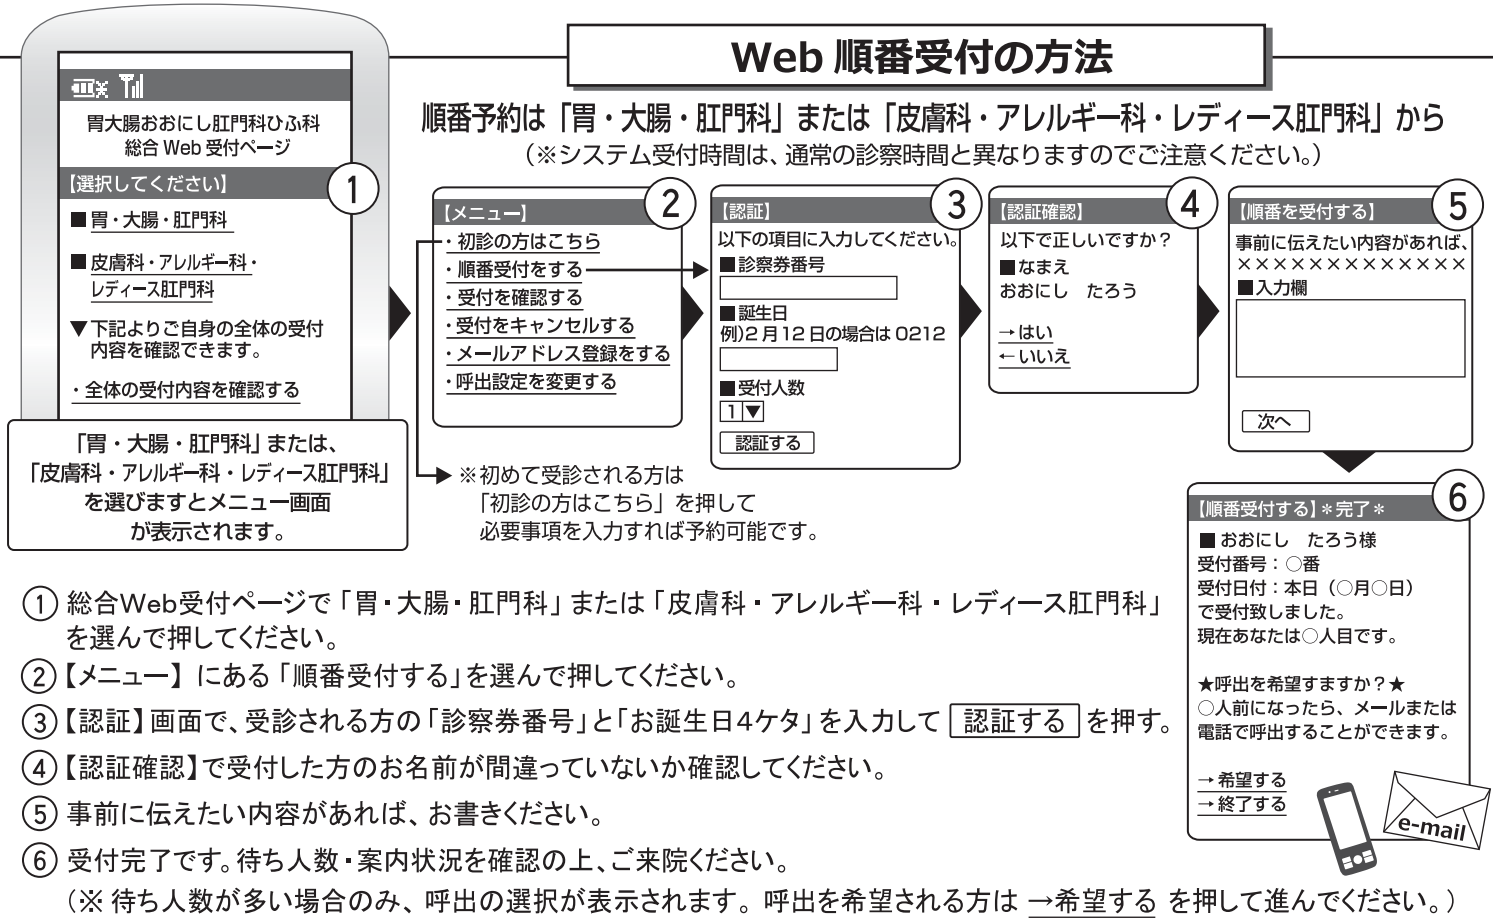 Web 順番受付の方法
順番予約は「胃・大腸・肛門科」または「皮膚科・アレルギー科・レディース肛門科」から
（※システム受付時間は、通常の診察時間と異なりますのでご注意ください。）
胃大腸おおにし肛門科ひふ科
総合 Web 受付ページ
【選択してください】
①
■胃・大腸・肛門科
■皮膚科・アレルギー科・
レディース肛門科
▼下記よりご自身の全体の受付
内容を確認できます。
・全体の受付内容を確認する
「胃・大腸・肛門科」または、
「皮膚科・アレルギー科・レディース肛門科」
を選びますとメニュー画面
が表示されます。
②
【メニュー】
・初診の方はこちら
・順番受付をする
・受付を確認する
・受付をキャンセルする
・メールアドレス登録をする
・呼出設定を変更する
※初めて受診される方は
「初診の方はこちら」を押して
必要事項を入力すれば予約可能です。
③
【認証】
以下の項目に入力してください。
■診察券番号
■誕生日
例)2月12日の場合は 0212
■受付人数
1▼
認証する
④
【認証確認】
以下で正しいですか？
■なまえ
おおにし　たろう
→はい
←いいえ
⑤
【順番を受付する】
事前に伝えたい内容があれば、
×××××××××××××
■入力欄
次へ
⑥
【順番受付する】＊完了＊
■ おおにし　たろう様
受付番号：○番
受付日付：本日（○月○日）
で受付致しました。
現在あなたは○人目です。
★呼出を希望すますか？★
○人前になったら、メールまたは
電話で呼出することができます。
→希望する
→終了する
e-mail
① 総合Web受付ページで「胃・大腸・肛門科」または「皮膚科・アレルギー科・レディース肛門科」
を選んで押してください。
②【メニュー】にある「順番受付する」を選んで押してください。
③【認証】画面で、受診される方の「診察券番号」と「お誕生日4ケタ」を入力して 認証する を押す。
④【認証確認】で受付した方のお名前が間違っていないか確認してください。
⑤ 事前に伝えたい内容があれば、お書きください。
⑥ 受付完了です。待ち人数・案内状況を確認の上、ご来院ください。
（※ 待ち人数が多い場合のみ、呼出の選択が表示されます。呼出を希望される方は →希望する を押して進んでください。）